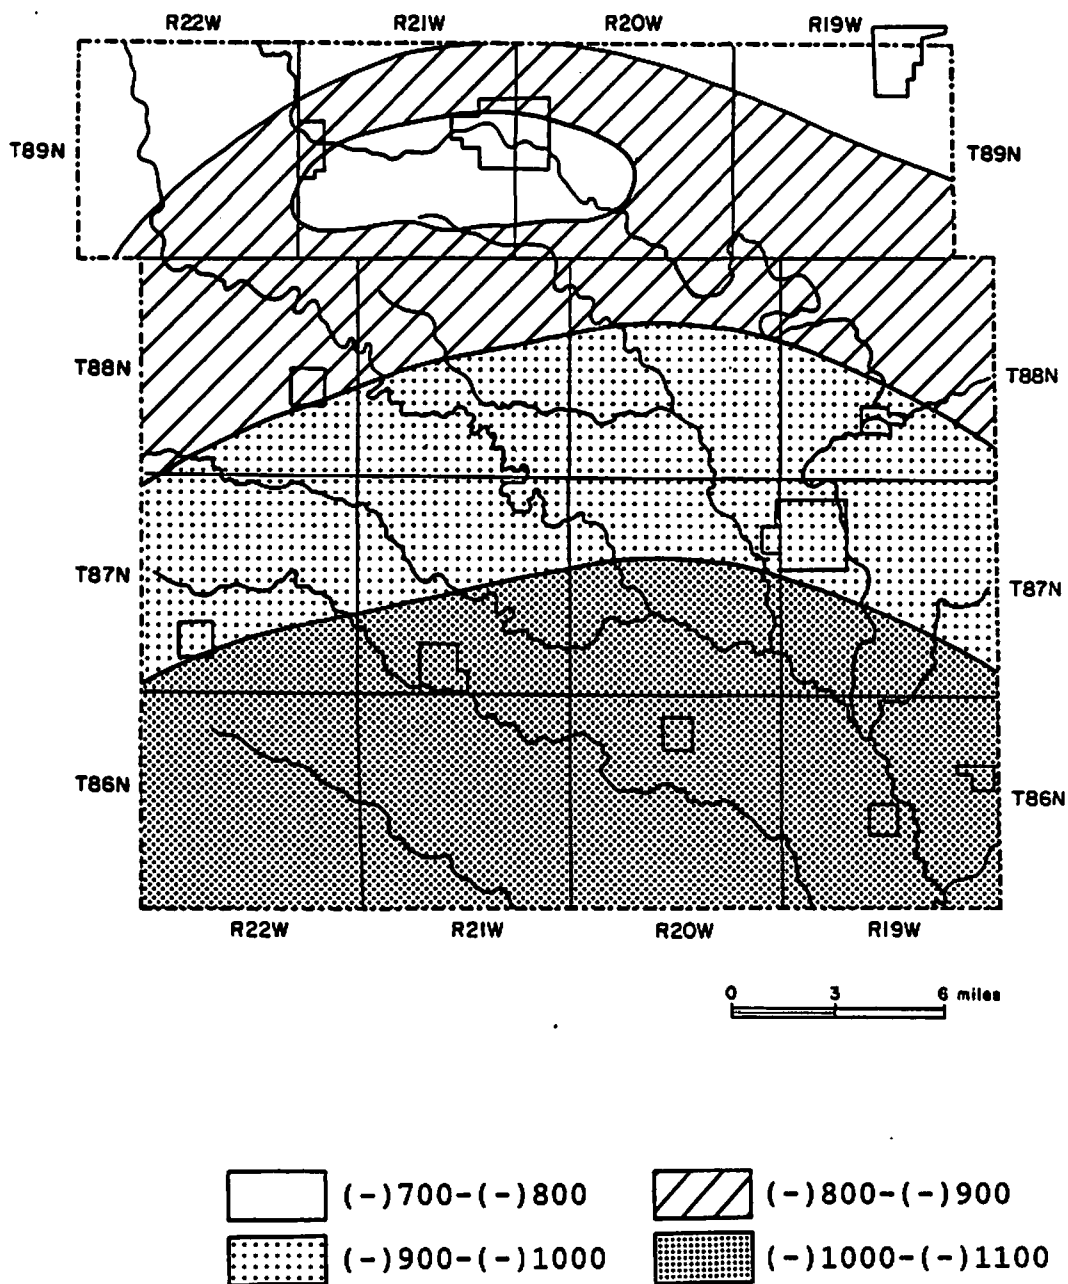 R22W R21W R20W R19W
T89N T89N
T88N T88N
T87N T87N
T86N T86N
R22W R21W R20W R19W
0 3 6 miles
(-)700-(-)800 (-)800-(-)900
(-)900-(-)1000 (-)1000-(-)1100